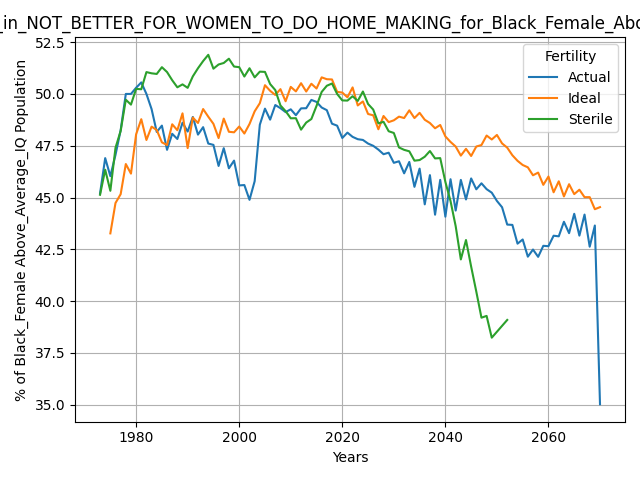 _in_NOT_BETTER_FOR_WOMEN_TO_DO_HOME_MAKING_for_Black_Female_Abo
% of Black_Female Above_Average_IQ Population
52.5
50.0
47.5
45.0
42.5
40.0
37.5
35.0
Fertility
Actual
Ideal
Sterile
1980
2000
2020
2040
2060
Years